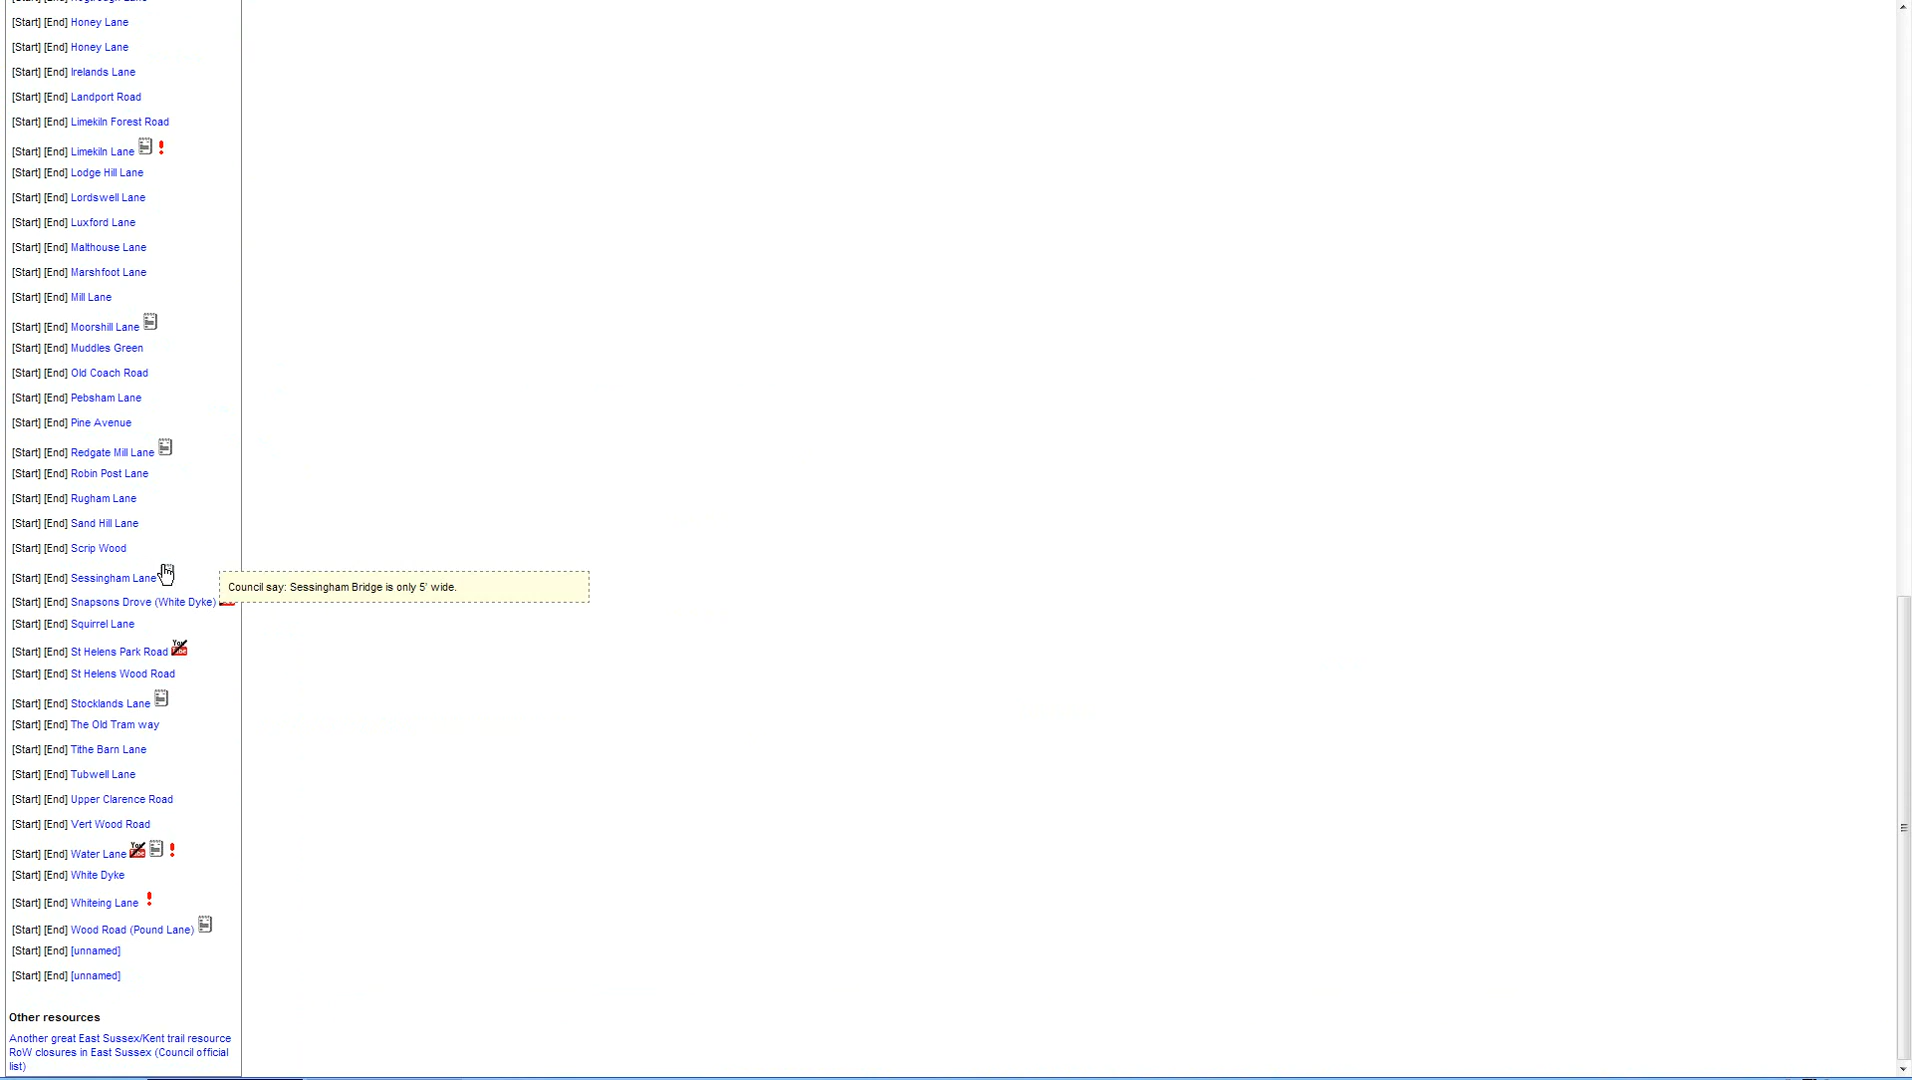 [Start] [End] Honey Lane
[Start] [End] Honey Lane
[Start] [End] Irelands Lane
[Start] [End] Landport Road
[Start] [End] Limekiln Forest Road
[Start] [End] Limekiln Lane
[Start] [End] Lodge Hill Lane
[Start] [End] Lordswell Lane
[Start] [End] Luxford Lane
[Start] [End] Malthouse Lane
[Start] [End] Marshfoot Lane
[Start] [End] Mill Lane
[Start] [End] Moorshill Lane
[Start] [End] Muddles Green
[Start] [End] Old Coach Road
[Start] [End] Pebsham Lane
[Start] [End] Pine Avenue
[Start] [End] Redgate Mill Lane
[Start] [End] Robin Post Lane
[Start] [End] Rugham Lane
[Start] [End] Sand Hill Lane
[Start] [End] Scrip Wood
[Start] [End] Sessingham Lane
Council say: Sessingham Bridge is only 5' wide.
[Start] [End] Snapsons Drove (White Dyke)
[Start] [End] Squirrel Lane
[Start] [End] St Helens Park Road
[Start] [End] St Helens Wood Road
[Start] [End] Stocklands Lane
[Start] [End] The Old Tram way
[Start] [End] Tithe Barn Lane
[Start] [End] Tubwell Lane
[Start] [End] Upper Clarence Road
[Start] [End] Vert Wood Road
[Start] [End] Water Lane
[Start] [End] White Dyke
[Start] [End] Whiteing Lane
[Start] [End] Wood Road (Pound Lane)
[Start] [End] [unnamed]
[Start] [End] [unnamed]
Other resources
Another great East Sussex/Kent trail resource
RoW closures in East Sussex (Council official
list)